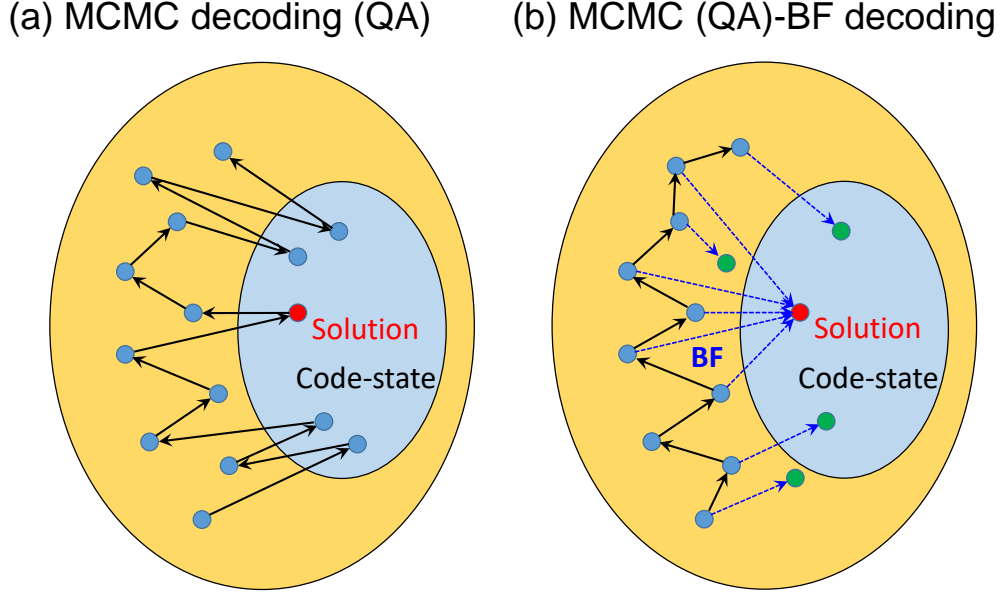 (a) MCMC decoding (QA)
(b) MCMC (QA)-BF decoding
Solution
Code-state
Solution
BF
Code-state